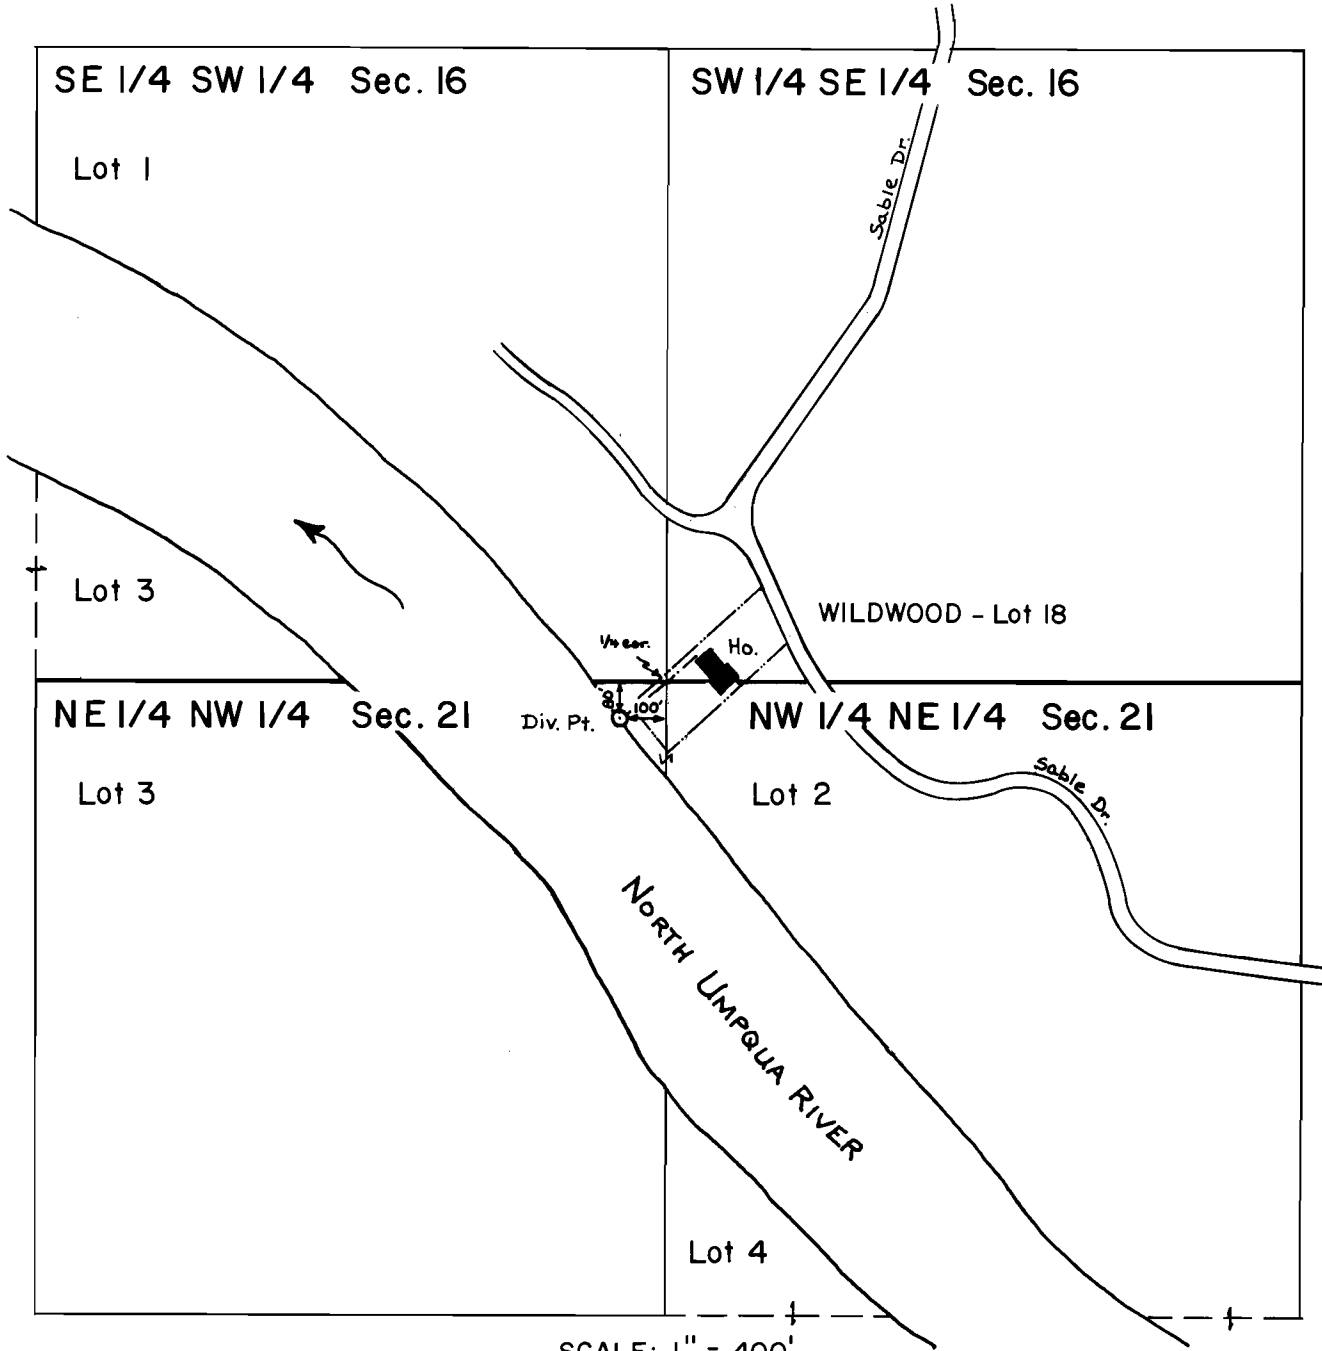 SE 1/4 SW 1/4 Sec. 16
SW 1/4 SE 1/4 Sec. 16
Lot 1
Sable Dr.
Lot 3
WILDWOOD - Lot 18
1/4 cor.
Ho.
80'
100'
Div. Pt.
NE 1/4 NW 1/4 Sec. 21
NW 1/4 NE 1/4 Sec. 21
Lot 3
Lot 2
Sable Dr.
NORTH UMPQUA RIVER
Lot 4
SCALE: 1" = 400'